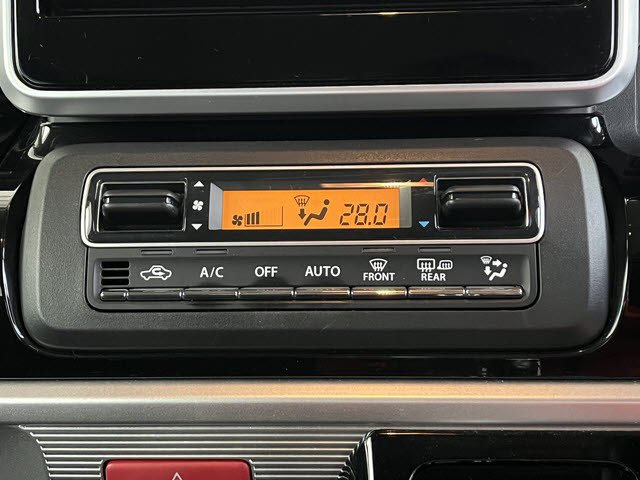 28.0
A/C OFF AUTO FRONT REAR